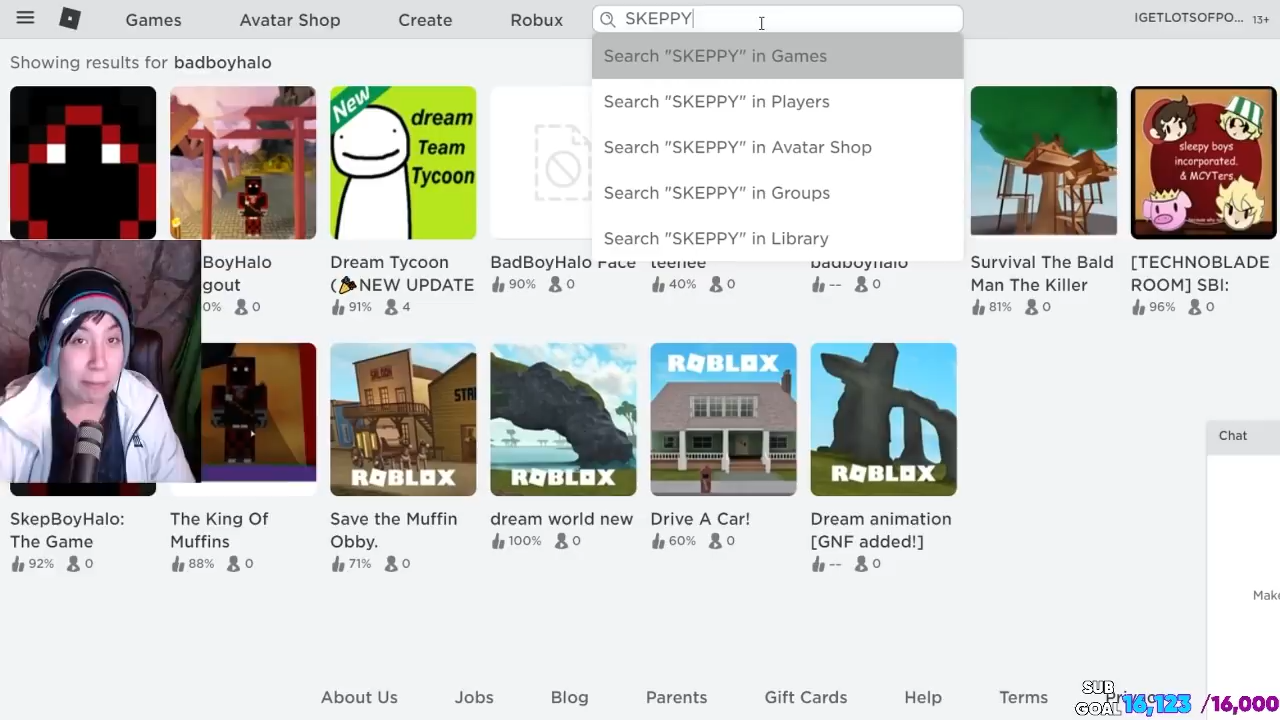 Games
Avatar Shop
Create
Robux
SKEPPY
IGETLOTSOFPO...
13+
Showing results for badboyhalo
Search "SKEPPY" in Games
Search "SKEPPY" in Players
Search "SKEPPY" in Avatar Shop
Search "SKEPPY" in Groups
Search "SKEPPY" in Library
New
dream
Team
Tycoon
sleepy boys
incorporated.
& MCYTers
BoyHalo
gout
0%
0
Dream Tycoon
(🎉NEW UPDATE
91%
4
BadBoyHalo Face
90%
0
teehee
40%
0
badboyhalo
--
0
Survival The Bald
Man The Killer
81%
0
[TECHNOBLADE
ROOM] SBI:
96%
0
ROBLOX
ROBLOX
ROBLOX
ROBLOX
SkepBoyHalo:
The Game
92%
0
The King Of
Muffins
88%
0
Save the Muffin
Obby.
71%
0
dream world new
100%
0
Drive A Car!
60%
0
Dream animation
[GNF added!]
--
0
Chat
Make
About Us
Jobs
Blog
Parents
Gift Cards
Help
Terms
Privacy
SUB
GOAL
16,123 /16,000